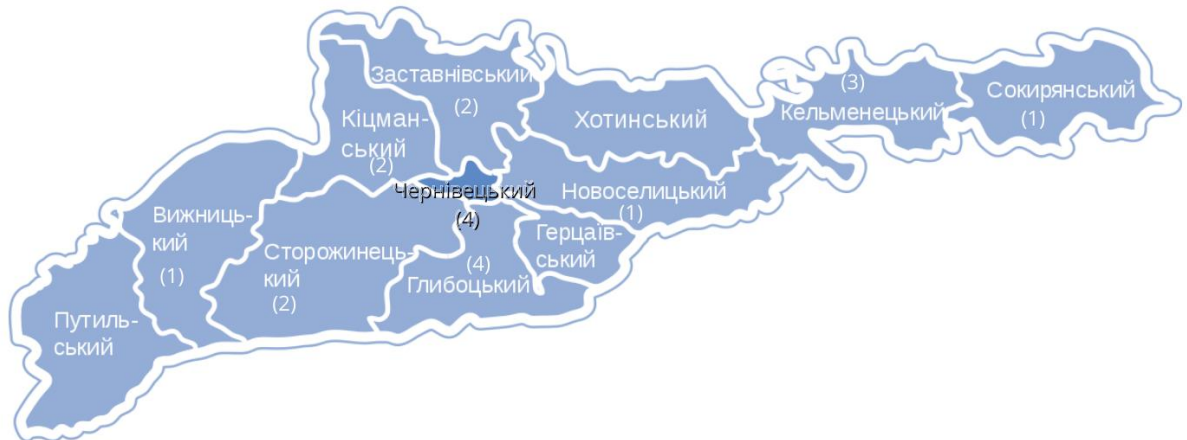 Заставнівський
(2)
Кіцман-
ський
(2)
Хотинський
(3)
Кельменецький
Сокирянський
(1)
Чернівецький
(4)
Новоселицький
(1)
Вижниць-
кий
(1)
Сторожинець-
кий
(2)
(4)
Глибоцький
Герцаїв-
ський
Путиль-
ський